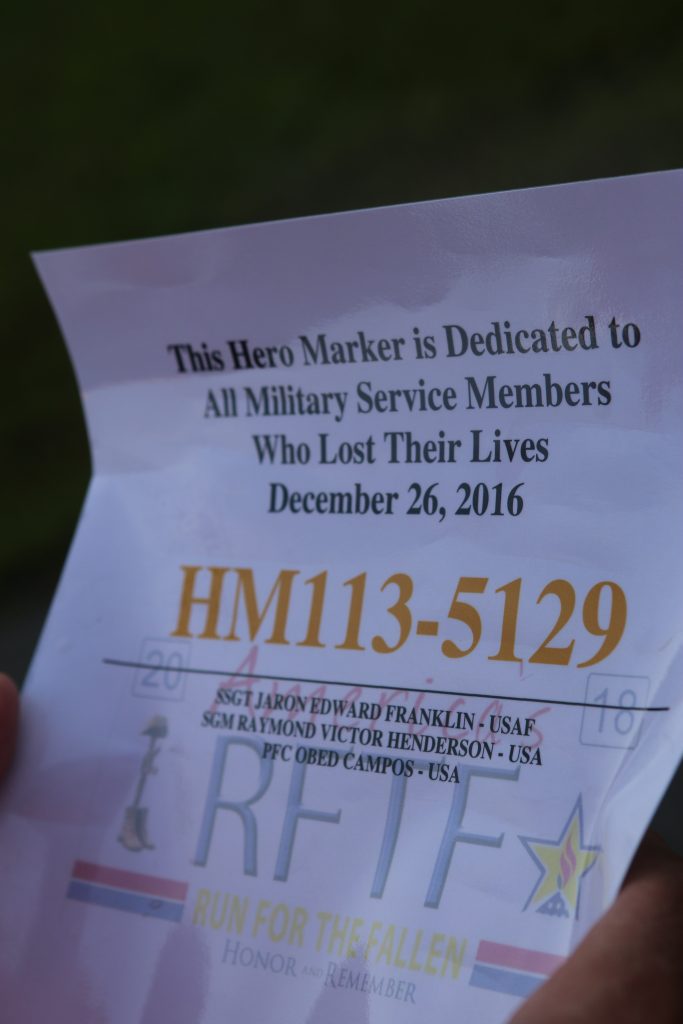 This Hero Marker is Dedicated to
All Military Service Members
Who Lost Their Lives
December 26, 2016
HM113-5129
20
America's
18
SSGT JARON EDWARD FRANKLIN - USAF
SGM RAYMOND VICTOR HENDERSON - USA
PFC OBED CAMPOS - USA
RFTF
RUN FOR THE FALLEN
HONOR AND REMEMBER